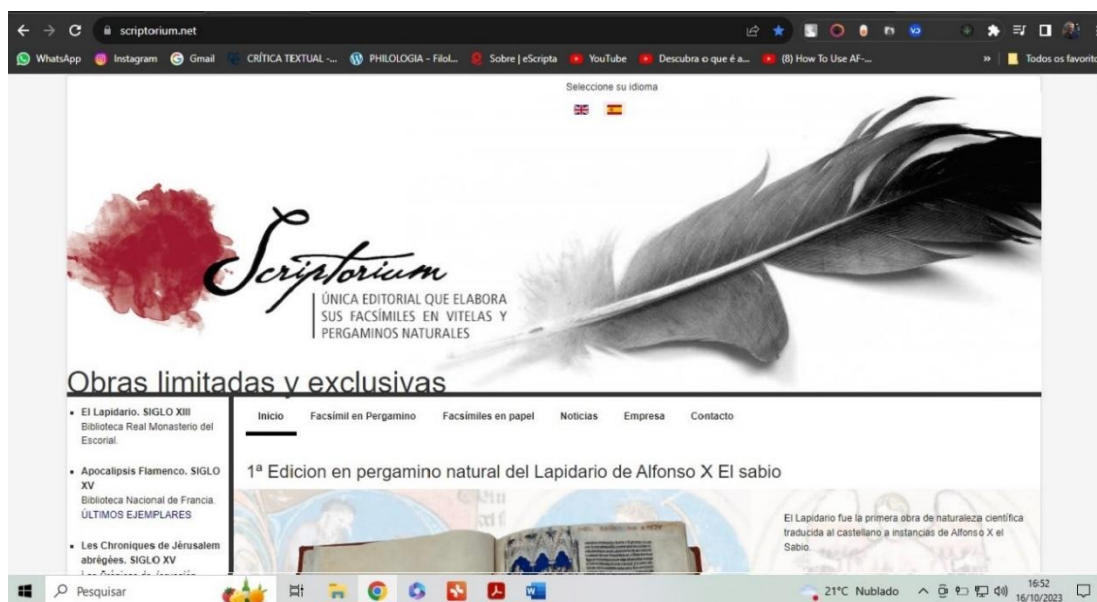 scriptorium.net
WhatsApp Instagram Gmail CRÍTICA TEXTUAL -... PHILOLOGIA - Filol... Sobre | eScripta YouTube Descubra o que é a... (8) How To Use AF-... » Todos os favorito
Seleccione su idioma
Scriptorium
ÚNICA EDITORIAL QUE ELABORA
SUS FACSÍMILES EN VITELAS Y
PERGAMINOS NATURALES
Obras limitadas y exclusivas
El Lapidario. SIGLO XIII
Biblioteca Real Monasterio del
Escorial.
Apocalipsis Flamenco. SIGLO
XV
Biblioteca Nacional de Francia.
ÚLTIMOS EJEMPLARES
Les Chroniques de Jérusalem
abrégées. SIGLO XV
Inicio Facsímil en Pergamino Facsímiles en papel Noticias Empresa Contacto
1ª Edicion en pergamino natural del Lapidario de Alfonso X El sabio
El Lapidario fue la primera obra de naturaleza científica
traducida al castellano a instancias de Alfonso X el
Sabio.
Pesquisar
21°C Nublado
16:52
16/10/2023